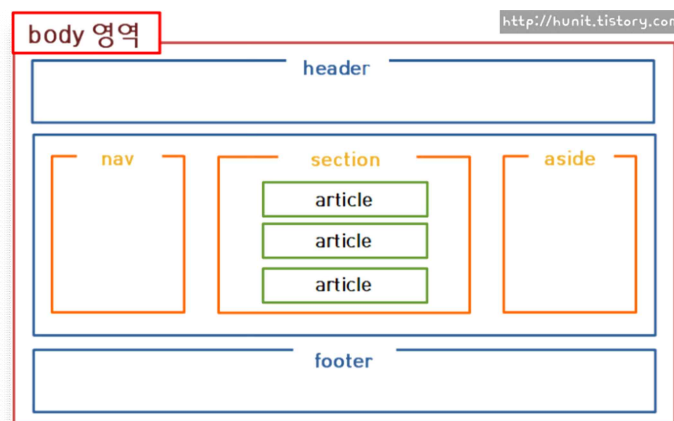 http://hunit.tistory.com
body 영역
header
nav
section
aside
article
article
article
footer